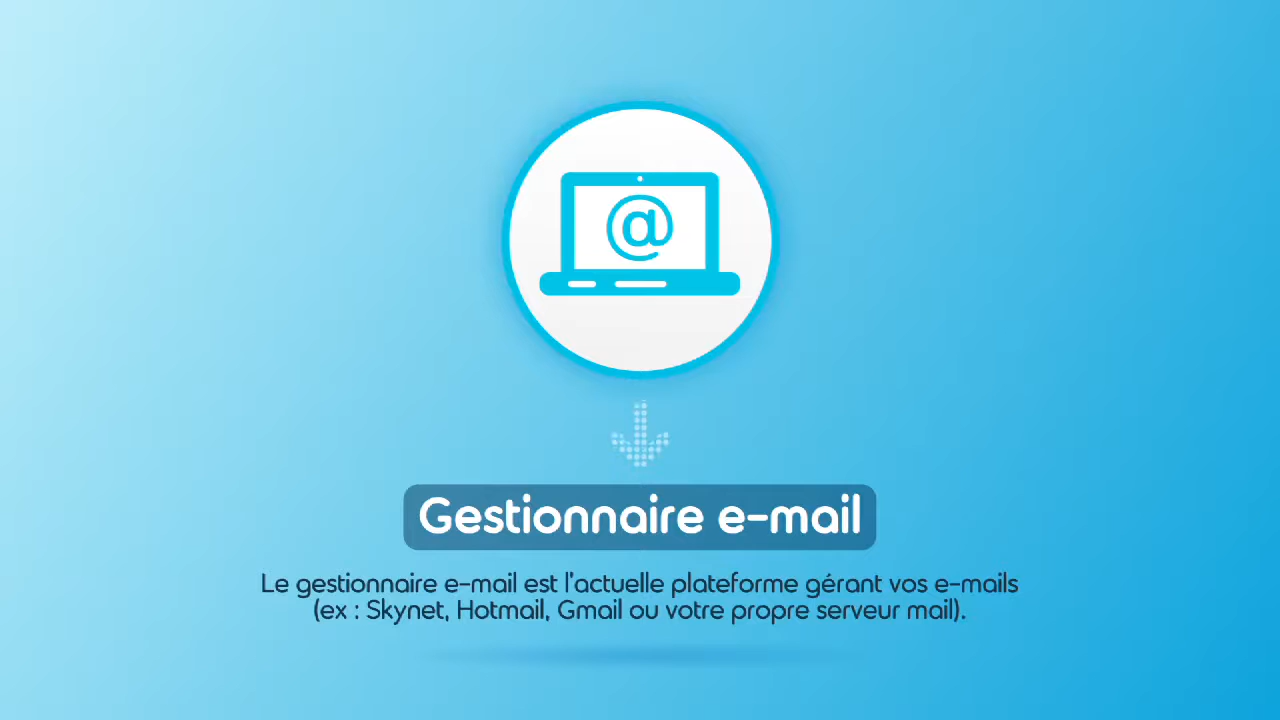 @
Gestionnaire e-mail
Le gestionnaire e-mail est l'actuelle plateforme gérant vos e-mails
(ex : Skynet, Hotmail, Gmail ou votre propre serveur mail).